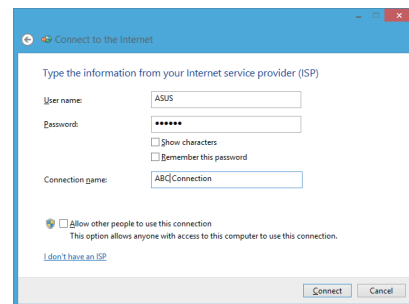 Connect to the Internet
Type the information from your Internet service provider (ISP)
User name: ASUS
Password: ••••••
Show characters
Remember this password
Connection name: ABC Connection
Allow other people to use this connection
This option allows anyone with access to this computer to use this connection.
I don't have an ISP
Connect Cancel